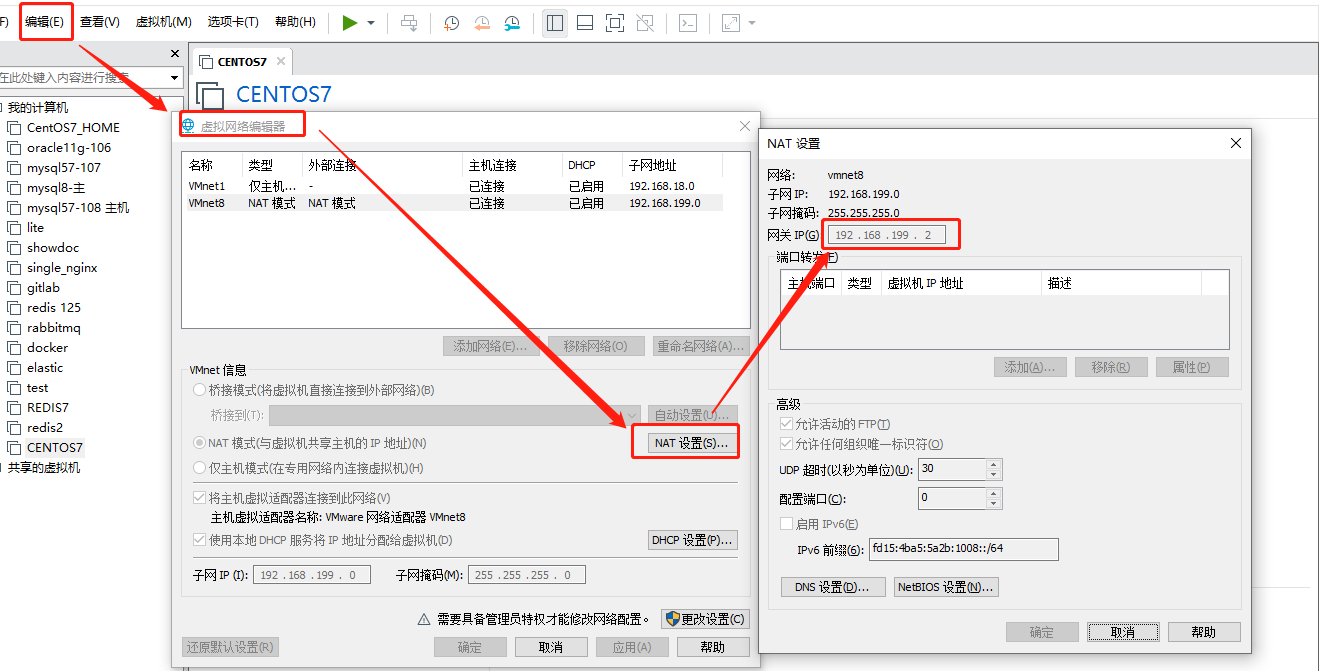 F) 编辑(E) 查看(V) 虚拟机(M) 选项卡(T) 帮助(H)
在此处键入内容进行搜索
我的计算机
CentOS7_HOME
oracle11g-106
mysql57-107
mysql8-主
mysql57-108 主机
lite
showdoc
single_nginx
gitlab
redis 125
rabbitmq
docker
elastic
test
REDIS7
redis2
CENTOS7
共享的虚拟机
CENTOS7
CENTOS7
虚拟网络编辑器
名称 类型 外部连接 主机连接 DHCP 子网地址
VMnet1 仅主机... - 已连接 已启用 192.168.18.0
VMnet8 NAT 模式 NAT 模式 已连接 已启用 192.168.199.0
添加网络(E)... 移除网络(O) 重命名网络(A)...
VMnet 信息
桥接模式(将虚拟机直接连接到外部网络)(B)
桥接到(T): 自动设置(U)...
NAT 模式(与虚拟机共享主机的 IP 地址)(N) NAT 设置(S)...
仅主机模式(在专用网络内连接虚拟机)(H)
将主机虚拟适配器连接到此网络(V)
主机虚拟适配器名称: VMware 网络适配器 VMnet8
使用本地 DHCP 服务将 IP 地址分配给虚拟机(D) DHCP 设置(P)...
子网 IP (I): 192 . 168 . 199 . 0 子网掩码(M): 255 . 255 . 255 . 0
需要具备管理员特权才能修改网络配置。 更改设置(C)
还原默认设置(R) 确定 取消 应用(A) 帮助
NAT 设置
网络: vmnet8
子网 IP: 192.168.199.0
子网掩码: 255.255.255.0
网关 IP(G): 192 . 168 . 199 . 2
端口转发(F)
主机端口 类型 虚拟机 IP 地址 描述
添加(A)... 移除(R) 属性(P)
高级
允许活动的 FTP(T)
允许任何组织唯一标识符(O)
UDP 超时(以秒为单位)(U): 30
配置端口(C): 0
启用 IPv6(E)
IPv6 前缀(6): fd15:4ba5:5a2b:1008::/64
DNS 设置(D)... NetBIOS 设置(N)...
确定 取消 帮助